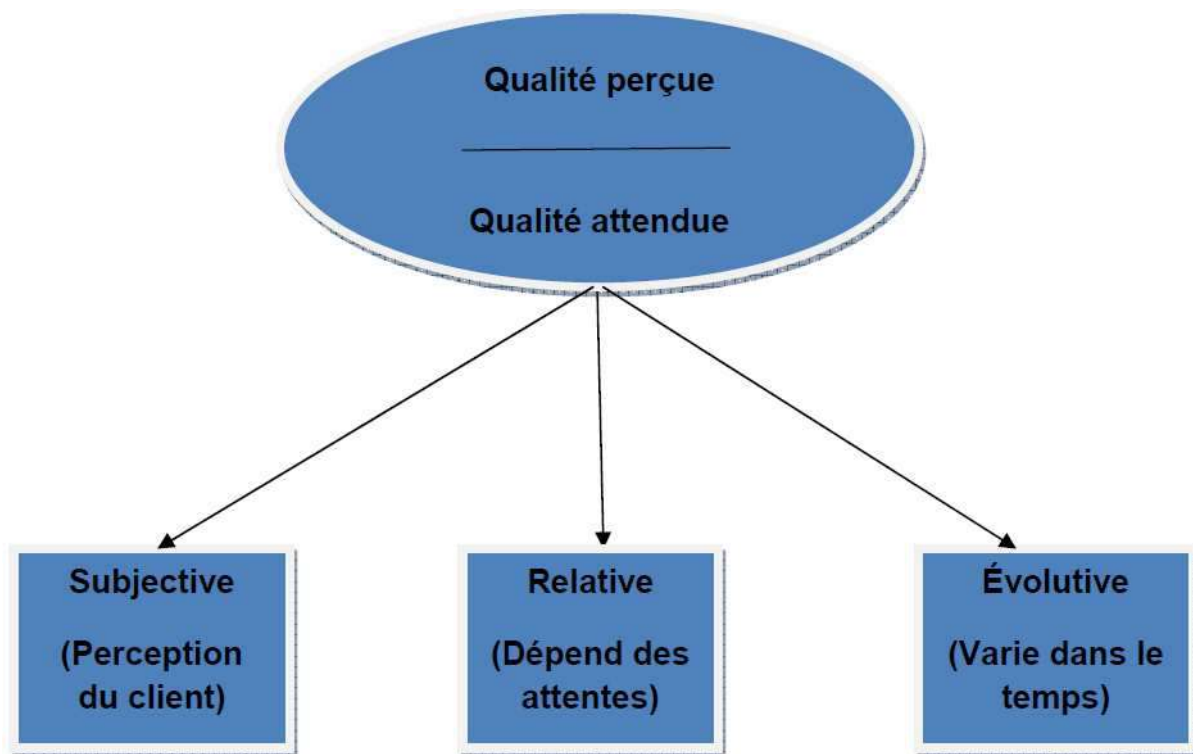 Qualité perçue
Qualité attendue
Subjective
(Perception
du client)
Relative
(Dépend des
attentes)
Évolutive
(Varie dans le
temps)